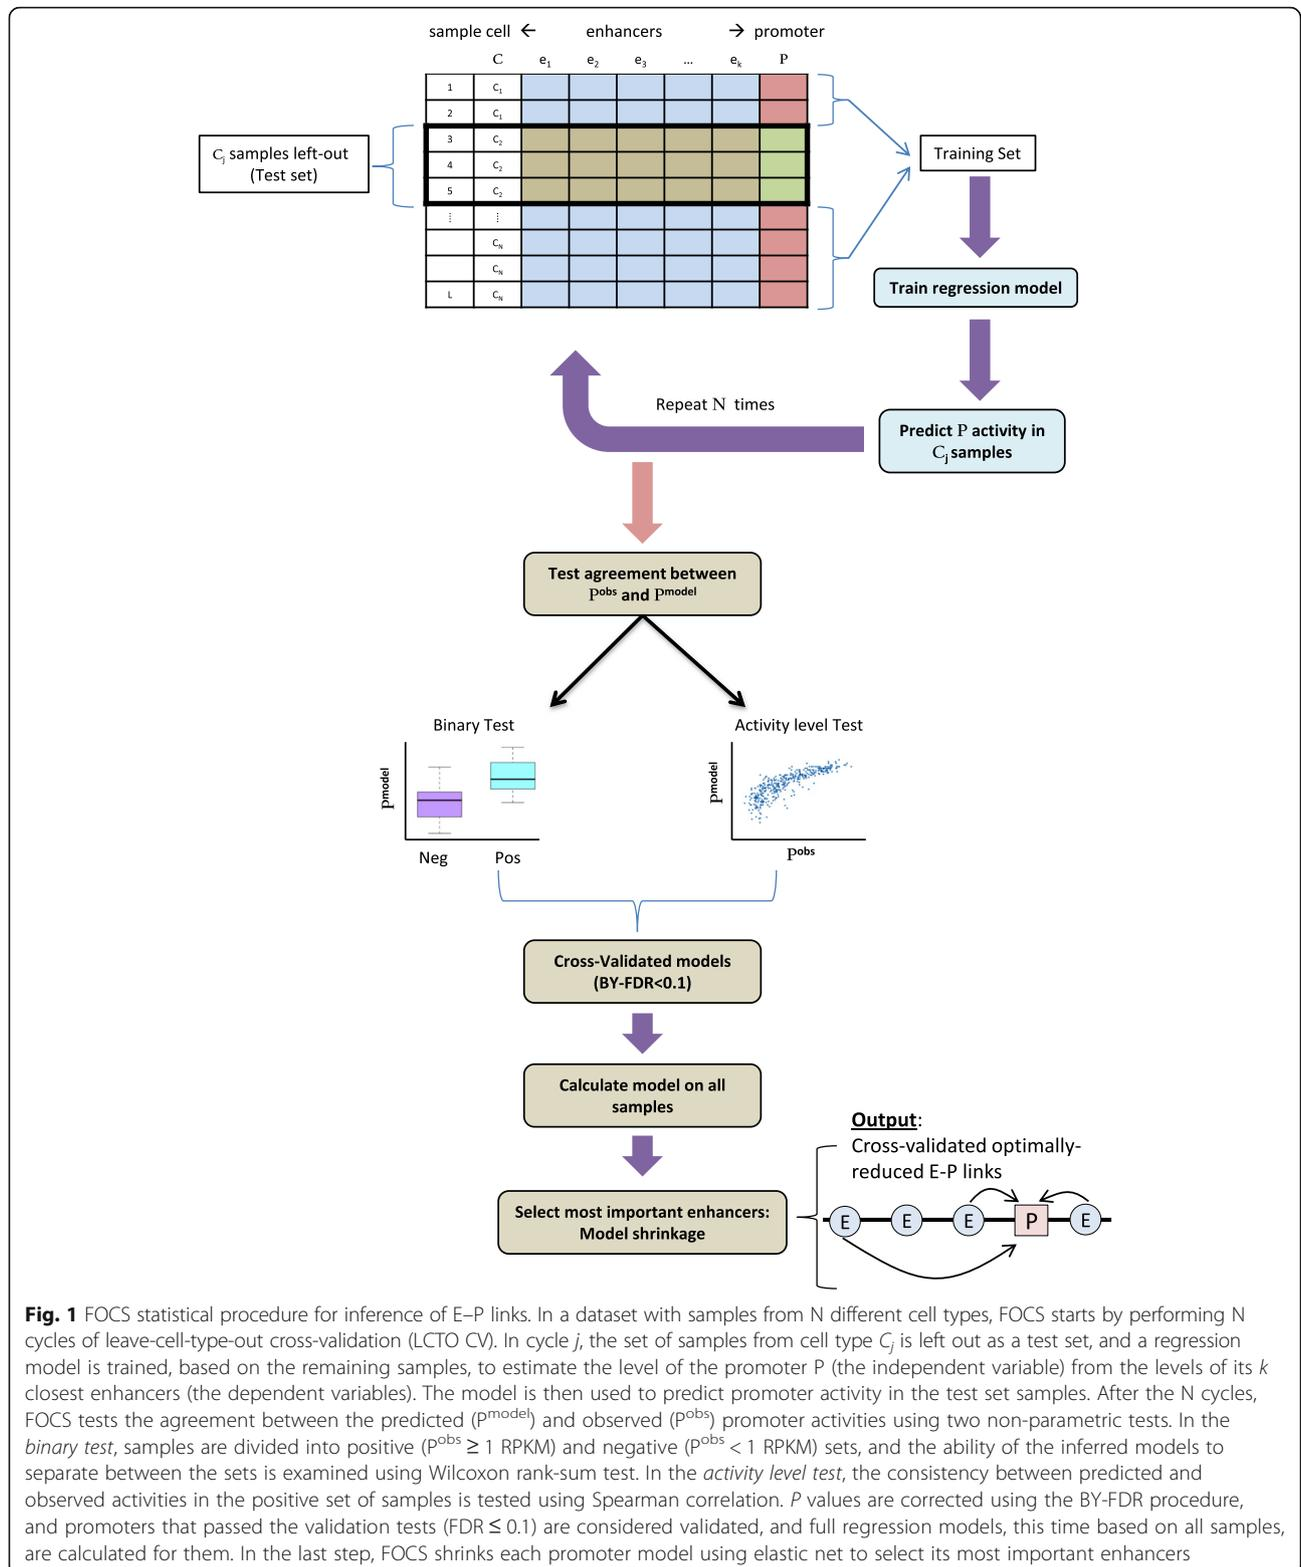 sample cell ← enhancers → promoter
C e1 e2 e3 ... ek P
1 C1
2 C1
3 C2
4 C2
5 C2
⋮ ⋮
CN
CN
L CN
Cj samples left-out
(Test set)
Training Set
Train regression model
Predict P activity in
Cj samples
Repeat N times
Test agreement between
Pobs and Pmodel
Binary Test
Pmodel
Neg Pos
Activity level Test
Pmodel
Pobs
Cross-Validated models
(BY-FDR<0.1)
Calculate model on all
samples
Select most important enhancers:
Model shrinkage
Output:
Cross-validated optimally-
reduced E-P links
E E E P E
Fig. 1 FOCS statistical procedure for inference of E–P links. In a dataset with samples from N different cell types, FOCS starts by performing N
cycles of leave-cell-type-out cross-validation (LCTO CV). In cycle j, the set of samples from cell type Cj is left out as a test set, and a regression
model is trained, based on the remaining samples, to estimate the level of the promoter P (the independent variable) from the levels of its k
closest enhancers (the dependent variables). The model is then used to predict promoter activity in the test set samples. After the N cycles,
FOCS tests the agreement between the predicted (Pmodel) and observed (Pobs) promoter activities using two non-parametric tests. In the
binary test, samples are divided into positive (Pobs ≥ 1 RPKM) and negative (Pobs < 1 RPKM) sets, and the ability of the inferred models to
separate between the sets is examined using Wilcoxon rank-sum test. In the activity level test, the consistency between predicted and
observed activities in the positive set of samples is tested using Spearman correlation. P values are corrected using the BY-FDR procedure,
and promoters that passed the validation tests (FDR ≤ 0.1) are considered validated, and full regression models, this time based on all samples,
are calculated for them. In the last step, FOCS shrinks each promoter model using elastic net to select its most important enhancers